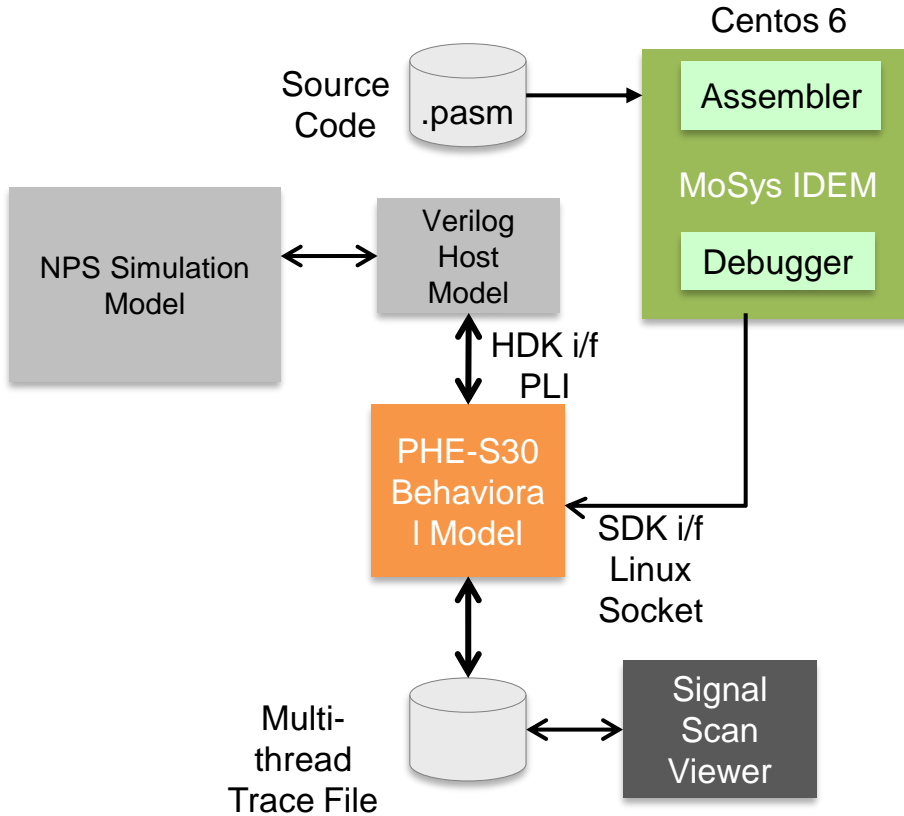 Centos 6
Source
Code
.pasm
Assembler
MoSys IDEM
Debugger
NPS Simulation
Model
Verilog
Host
Model
HDK i/f
PLI
PHE-S30
Behaviora
l Model
SDK i/f
Linux
Socket
Multi-
thread
Trace File
Signal
Scan
Viewer